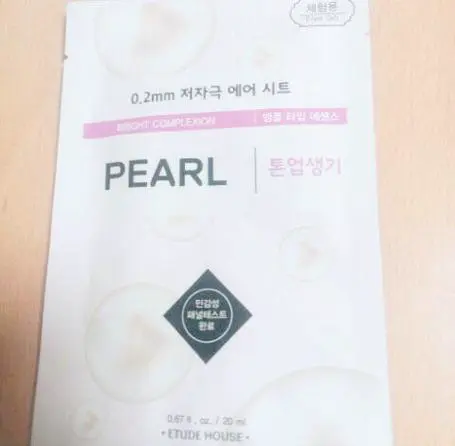 체험용
0.2mm 저자극 에어 시트
BRIGHT COMPLEXION
앰플 타입 에센스
PEARL
톤업생기
민감성
패널테스트
완료
0.67 fl. oz. / 20 ml
• ETUDE HOUSE •